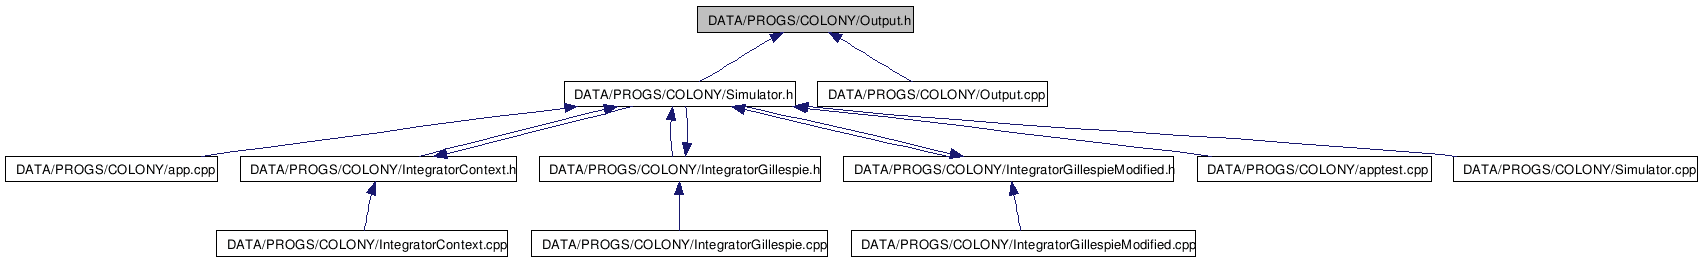 DATA/PROGS/COLONY/Output.h
DATA/PROGS/COLONY/Simulator.h
DATA/PROGS/COLONY/Output.cpp
DATA/PROGS/COLONY/app.cpp
DATA/PROGS/COLONY/IntegratorContext.h
DATA/PROGS/COLONY/IntegratorGillespie.h
DATA/PROGS/COLONY/IntegratorGillespieModified.h
DATA/PROGS/COLONY/apptest.cpp
DATA/PROGS/COLONY/Simulator.cpp
DATA/PROGS/COLONY/IntegratorContext.cpp
DATA/PROGS/COLONY/IntegratorGillespie.cpp
DATA/PROGS/COLONY/IntegratorGillespieModified.cpp